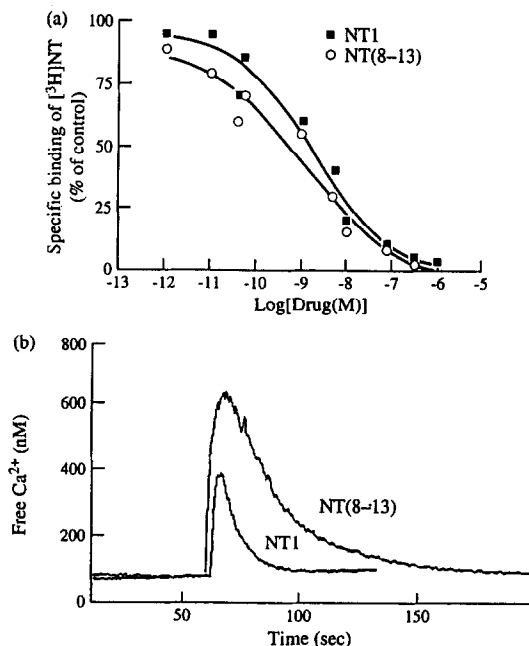 (a)
■ NT1
○ NT(8–13)
Specific binding of [³H]NT
(% of control)
100
75
50
25
0
-13 -12 -11 -10 -9 -8 -7 -6 -5
Log[Drug(M)]
(b)
Free Ca²⁺ (nM)
800
600
400
200
0
NT(8–13)
NT1
50 100 150
Time (sec)